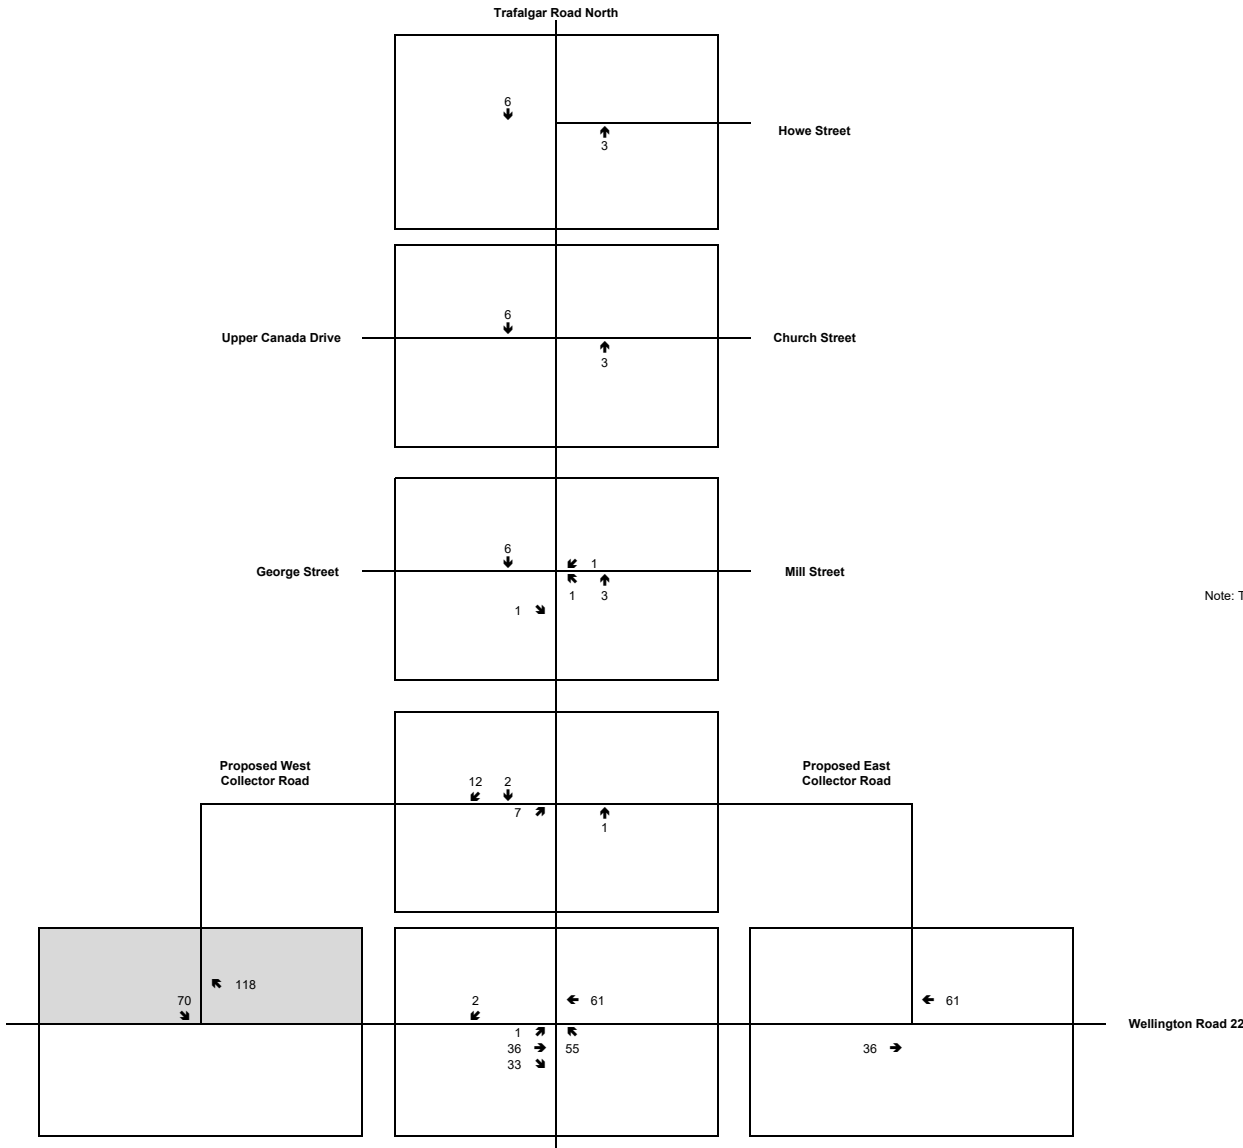 Trafalgar Road North
6
Howe Street
3
6
Upper Canada Drive
Church Street
3
6
1
George Street
Mill Street
1 3
Note: T
1
Proposed West
Collector Road
Proposed East
Collector Road
12 2
7
1
118
70
2
61
61
Wellington Road 22
1
36
55
36
33